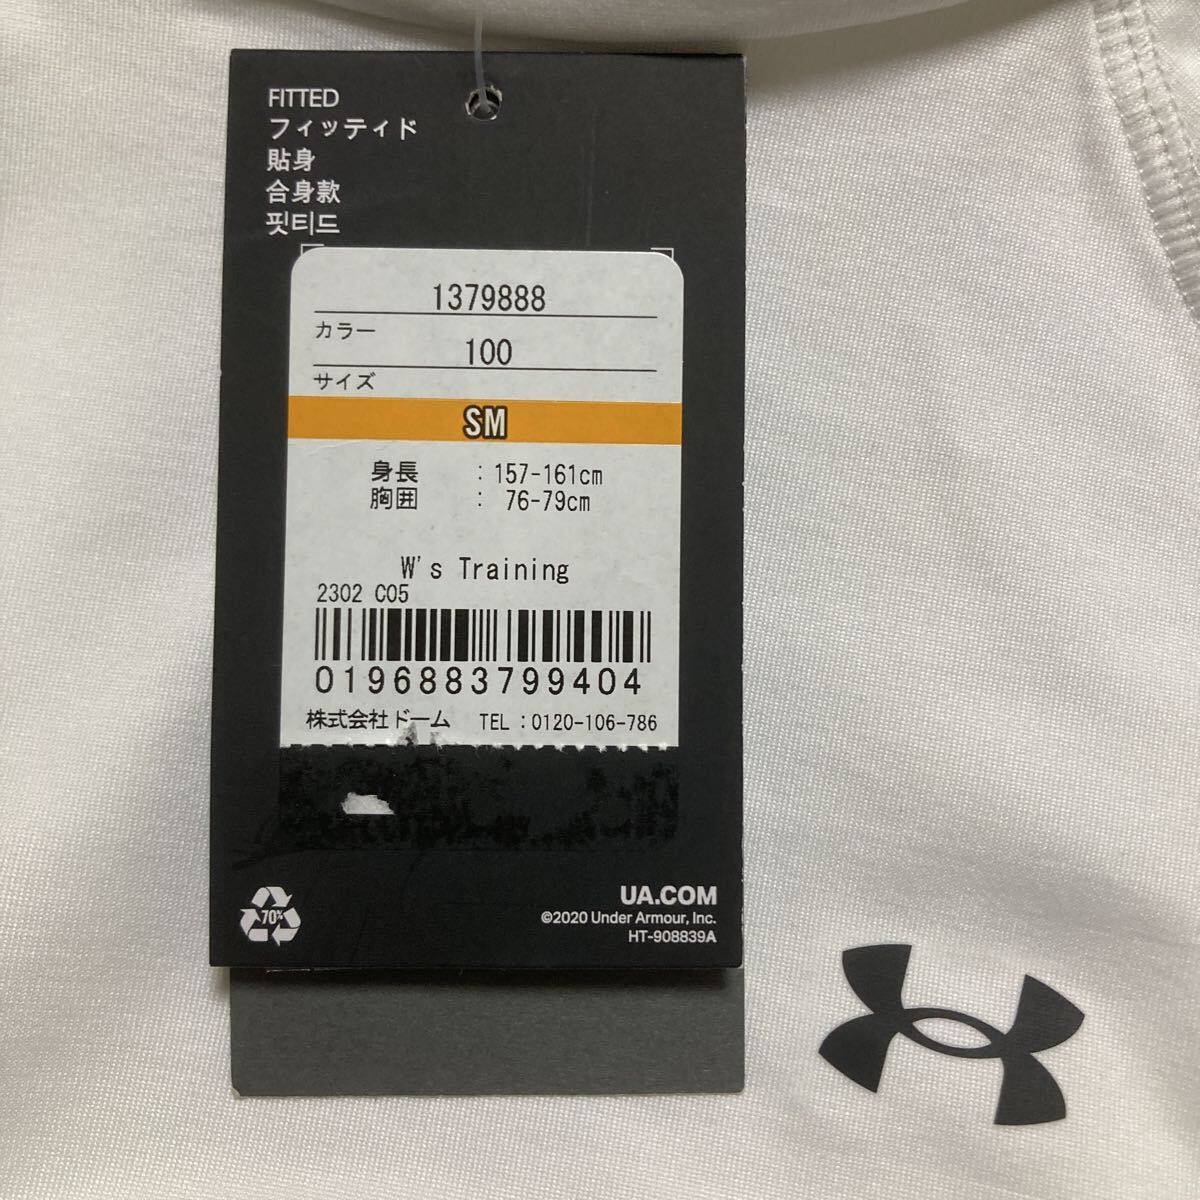 FITTED
フィッティド
貼身
合身款
핏티드
1379888
カラー
100
サイズ
SM
身長 : 157-161cm
胸囲 : 76-79cm
W's Training
2302 C05
0196883799404
株式会社ドーム TEL : 0120-106-786
70%
UA.COM
©2020 Under Armour, Inc.
HT-908839A